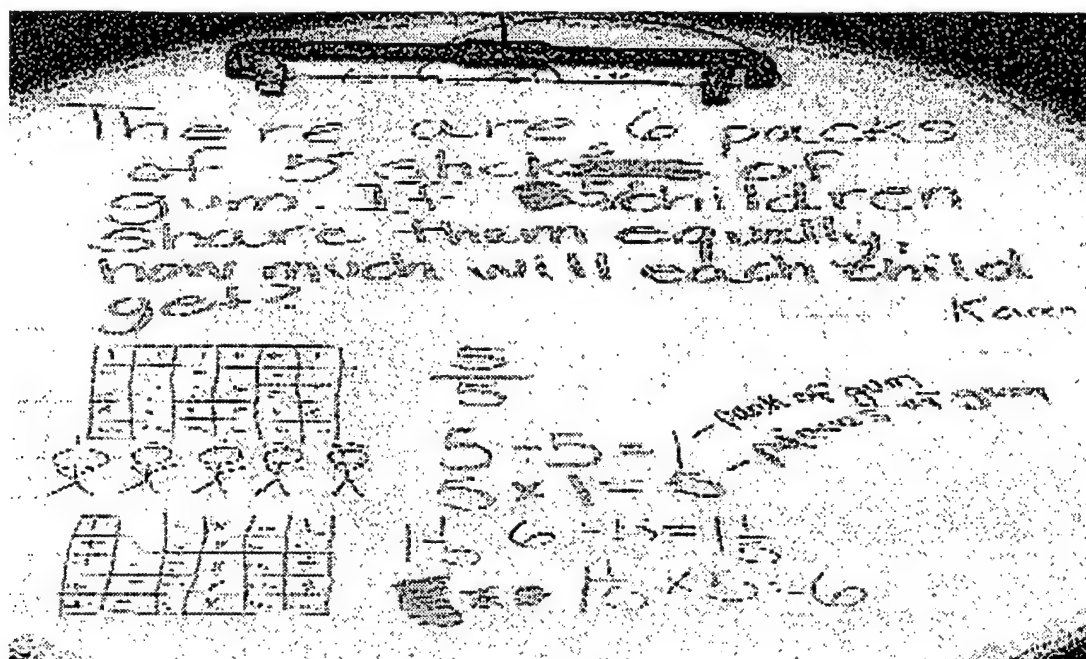 There are 6 packs
of 5 sticks of
gum. If 5 children
share them equally
how much will each child
get?
Karen
5
5
5 ÷ 5 = 1 pack of gum
5 × 1 = 5 pieces of gum
1 1/5 6 ÷ 5 = 1 1/5
1 1/5 × 5 = 6